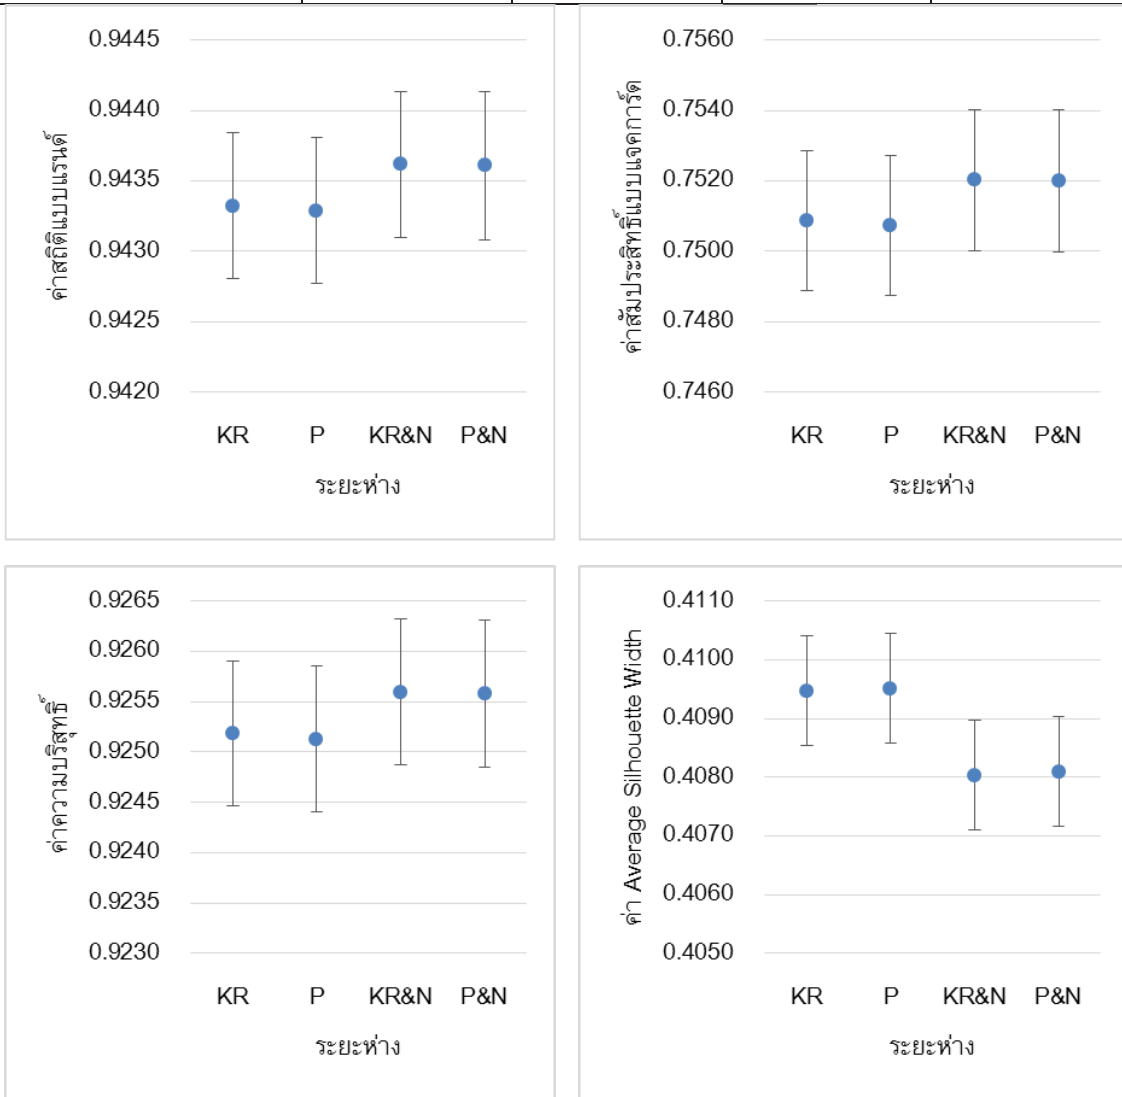 0.9445
0.9440
0.9435
0.9430
0.9425
0.9420
ค่าสถิติแบบแรนด์
KR P KR&N P&N
ระยะห่าง
0.7560
0.7540
0.7520
0.7500
0.7480
0.7460
ค่าสัมประสิทธิ์แบบแจคการ์ด
KR P KR&N P&N
ระยะห่าง
0.9265
0.9260
0.9255
0.9250
0.9245
0.9240
0.9235
0.9230
ค่าความบริสุทธิ์
KR P KR&N P&N
ระยะห่าง
0.4110
0.4100
0.4090
0.4080
0.4070
0.4060
0.4050
ค่า Average Silhouette Width
KR P KR&N P&N
ระยะห่าง